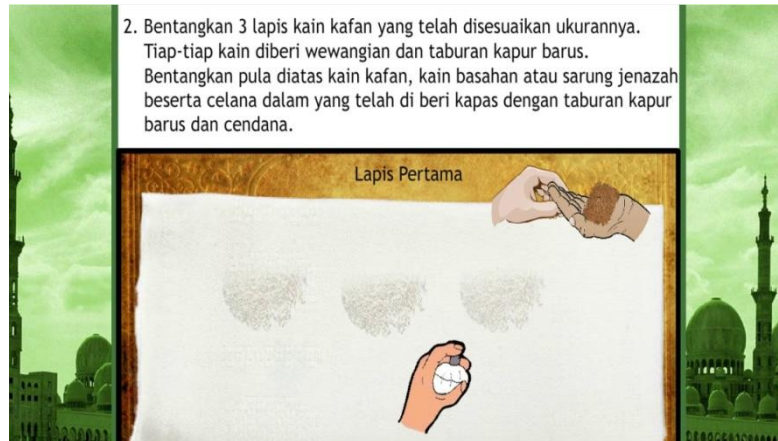 2. Bentangkan 3 lapis kain kafan yang telah disesuaikan ukurannya.
Tiap-tiap kain diberi wewangian dan taburan kapur barus.
Bentangkan pula diatas kain kafan, kain basahan atau sarung jenazah
beserta celana dalam yang telah di beri kapas dengan taburan kapur
barus dan cendana.
Lapis Pertama